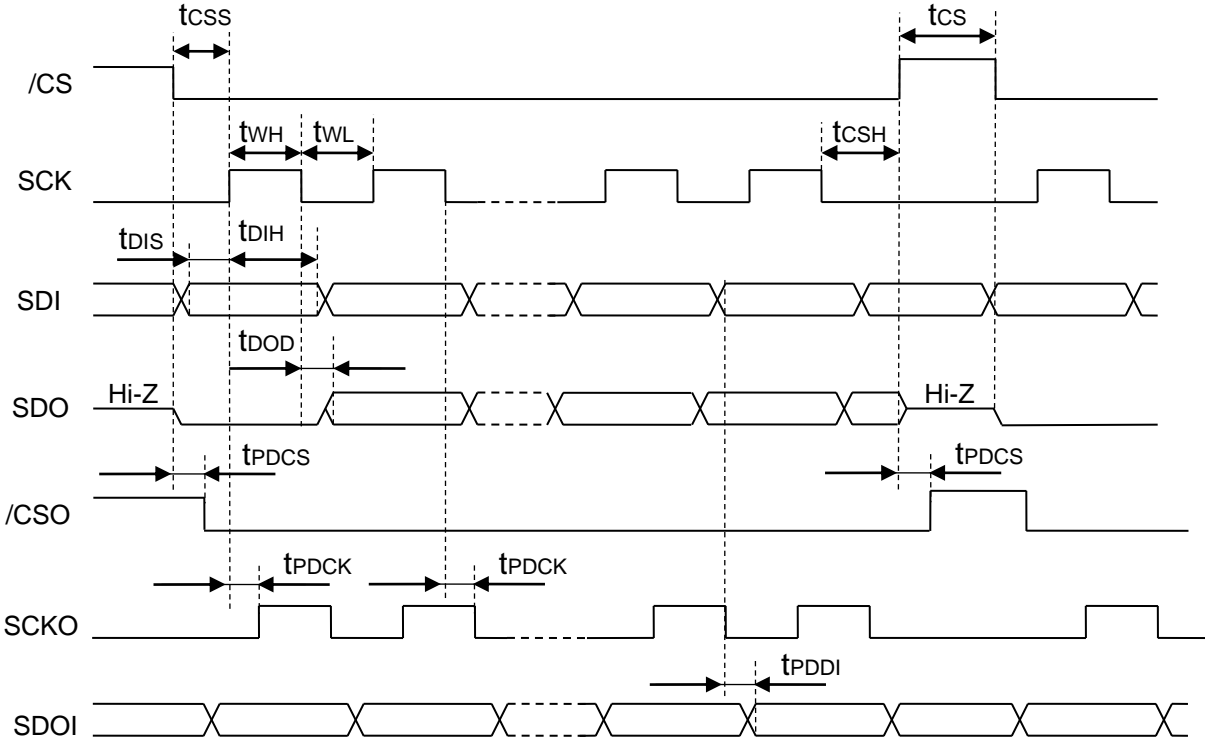 tCSS
tCS
/CS
tWH
tWL
tCSH
SCK
tDIS
tDIH
SDI
tDOD
Hi-Z
Hi-Z
SDO
tPDCS
tPDCS
/CSO
tPDCK
tPDCK
SCKO
tPDDI
SDOI